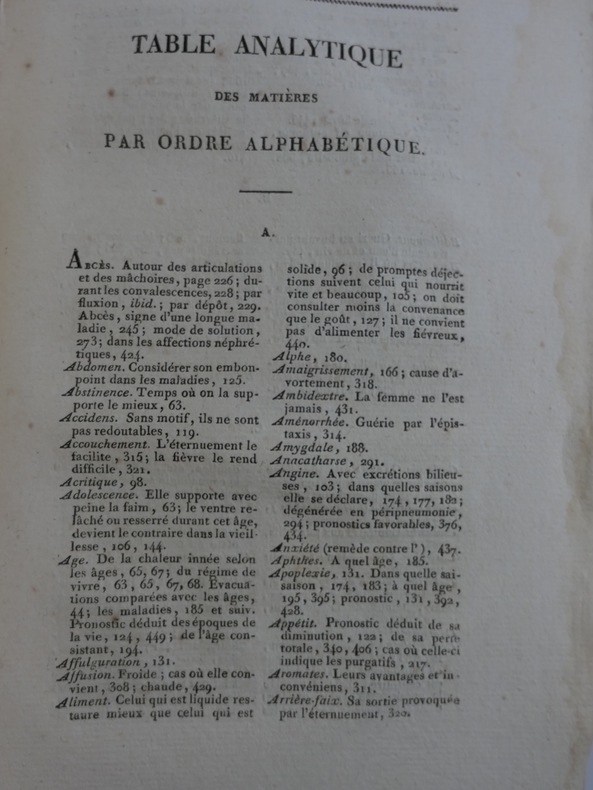 TABLE ANALYTIQUE
DES MATIÈRES
PAR ORDRE ALPHABÉTIQUE.
A.
ABCÈS. Autour des articulations
et des mâchoires, page 226; du-
rant les convalescences, 228; par
fluxion, ibid.; par dépôt, 229.
Abcès, signe d'une longue ma-
ladie, 245; mode de solution,
273; dans les affections néphré-
tiques, 424.
Abdomen. Considérer son embon-
point dans les maladies, 125.
Abstinence. Temps où on la sup-
porte le mieux, 63.
Accidens. Sans motif, ils ne sont
pas redoutables, 119.
Accouchement. L'éternuement le
facilite, 315; la fièvre le rend
difficile, 321.
Acritique, 98.
Adolescence. Elle supporte avec
peine la faim, 63; le ventre re-
lâché ou resserré durant cet âge,
devient le contraire dans la vieil-
lesse, 106, 144.
Age. De la chaleur innée selon
les âges, 65, 67; du régime de
vivre, 63, 65, 67, 68. Évacua-
tions comparées avec les âges,
44; les maladies, 185 et suiv.
Pronostic déduit des époques de
la vie, 124, 449; de l'âge con-
sistant, 194.
Affulguration, 131.
Affusion. Froide; cas où elle con-
vient, 308; chaude, 429.
Aliment. Celui qui est liquide res-
taure mieux que celui qui est
solide, 96; de promptes déjec-
tions suivent celui qui nourrit
vite et beaucoup, 105; on doit
consulter moins la convenance
que le goût, 127; il ne convient
pas d'alimenter les fiévreux,
440.
Alphe, 180.
Amaigrissement, 166; cause d'a-
vortement, 318.
Ambidextre. La femme ne l'est
jamais, 431.
Aménorrhée. Guérie par l'épis-
taxis, 314.
Amygdale, 188.
Anacatharse, 291.
Angine. Avec excrétions bilieu-
ses, 103; dans quelles saisons
elle se déclare, 174, 177, 182;
dégénérée en péripneumonie,
294; pronostics favorables, 376,
434.
Anxiété (remède contre l'), 437.
Aphthes. A quel âge, 185.
Apoplexie, 131. Dans quelle sai-
saison, 174, 183; à quel âge,
195, 395; pronostic, 131, 392,
428.
Appétit. Pronostic déduit de sa
diminution, 122; de sa perte
totale, 340, 406; cas où celle-ci
indique les purgatifs, 217.
Aromates. Leurs avantages et in-
convéniens, 311.
Arrière-faix. Sa sortie provoquée
par l'éternuement, 320.